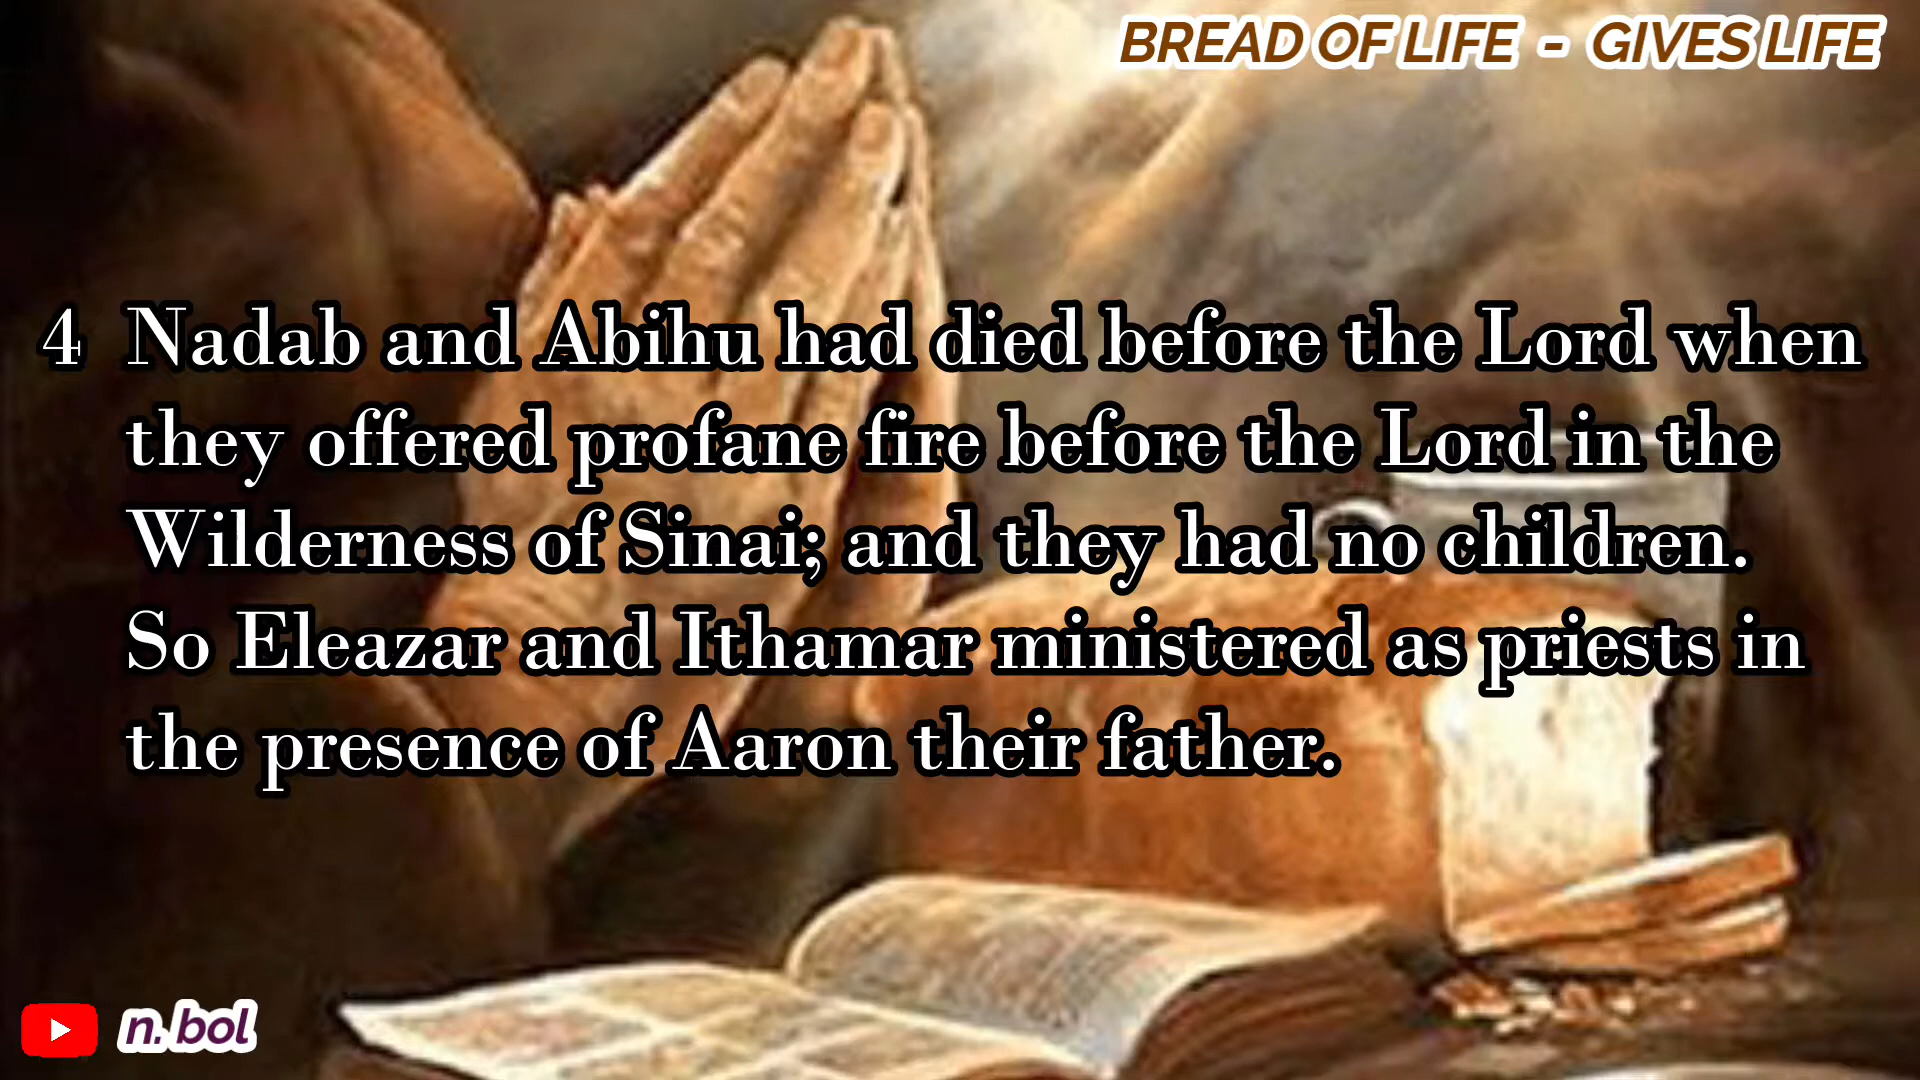 BREAD OF LIFE - GIVES LIFE
4 Nadab and Abihu had died before the Lord when
they offered profane fire before the Lord in the
Wilderness of Sinai; and they had no children.
So Eleazar and Ithamar ministered as priests in
the presence of Aaron their father.
n. bol